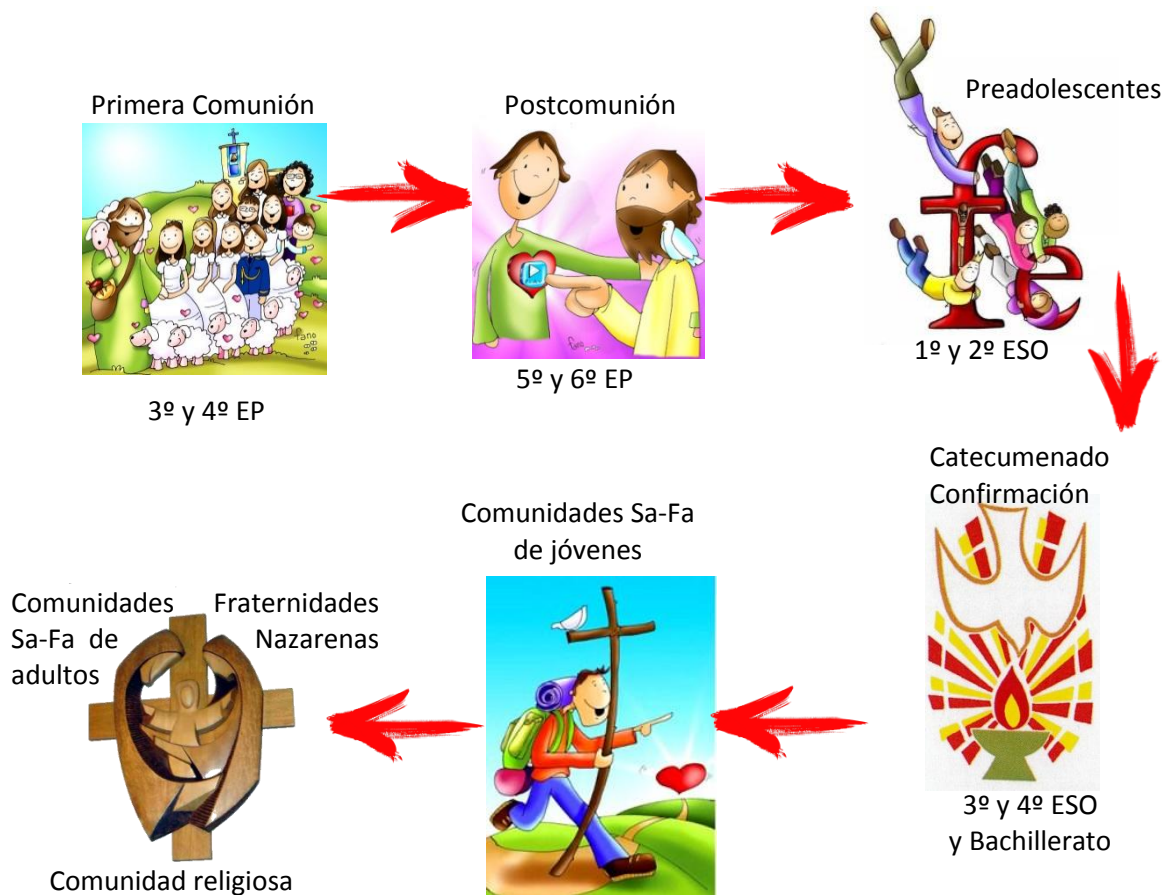 Primera Comunión
Postcomunión
Preadolescentes
fano
fe
3º y 4º EP
5º y 6º EP
1º y 2º ESO
Catecumenado
Confirmación
3º y 4º ESO
y Bachillerato
Comunidades Sa-Fa
de jóvenes
Comunidades
Sa-Fa de
adultos
Fraternidades
Nazarenas
Comunidad religiosa